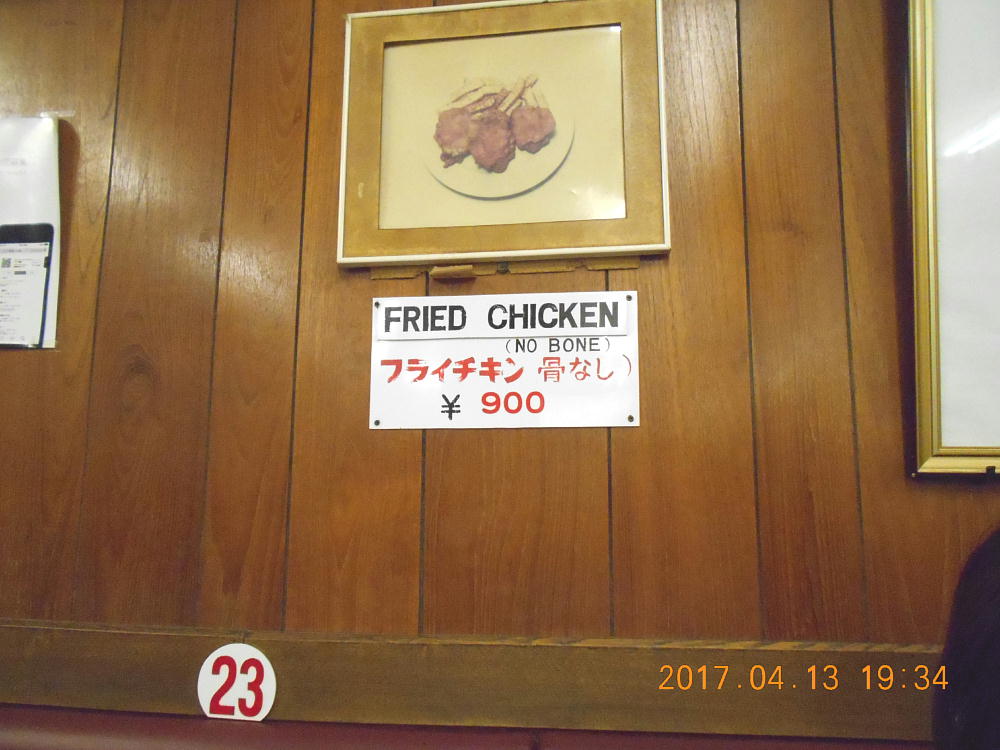 FRIED CHICKEN
(NO BONE)
フライチキン 骨なし)
¥ 900
23
2017.04.13 19:34